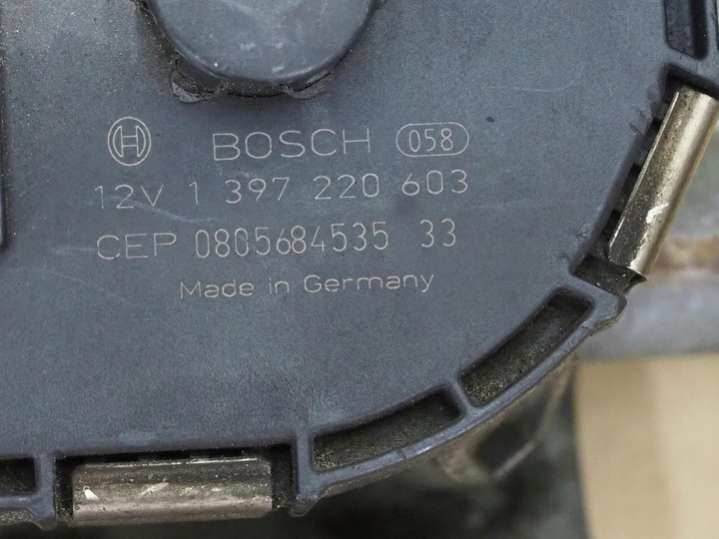 BOSCH 058
12V 1 397 220 603
CEP 0805684535 33
Made in Germany